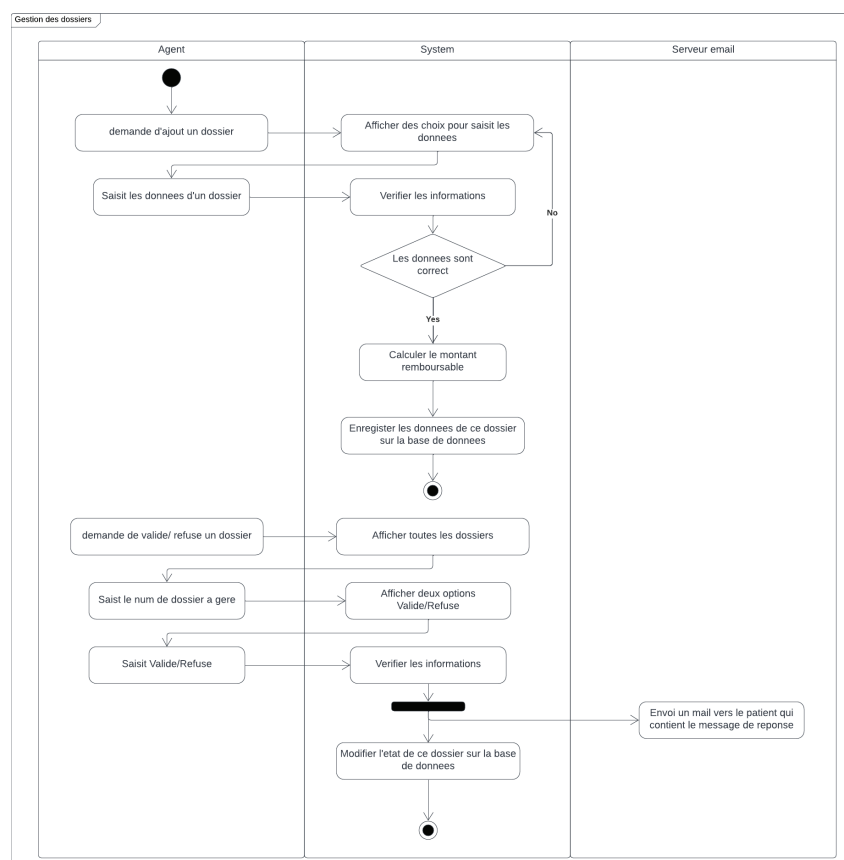 Gestion des dossiers
Agent
System
Serveur email
demande d'ajout un dossier
Afficher des choix pour saisit les
donnees
Saisit les donnees d'un dossier
Verifier les informations
No
Les donnees sont
correct
Yes
Calculer le montant
remboursable
Enregister les donnees de ce dossier
sur la base de donnees
demande de valide/ refuse un dossier
Afficher toutes les dossiers
Saist le num de dossier a gere
Afficher deux options
Valide/Refuse
Saisit Valide/Refuse
Verifier les informations
Envoi un mail vers le patient qui
contient le message de reponse
Modifier l'etat de ce dossier sur la base
de donnees